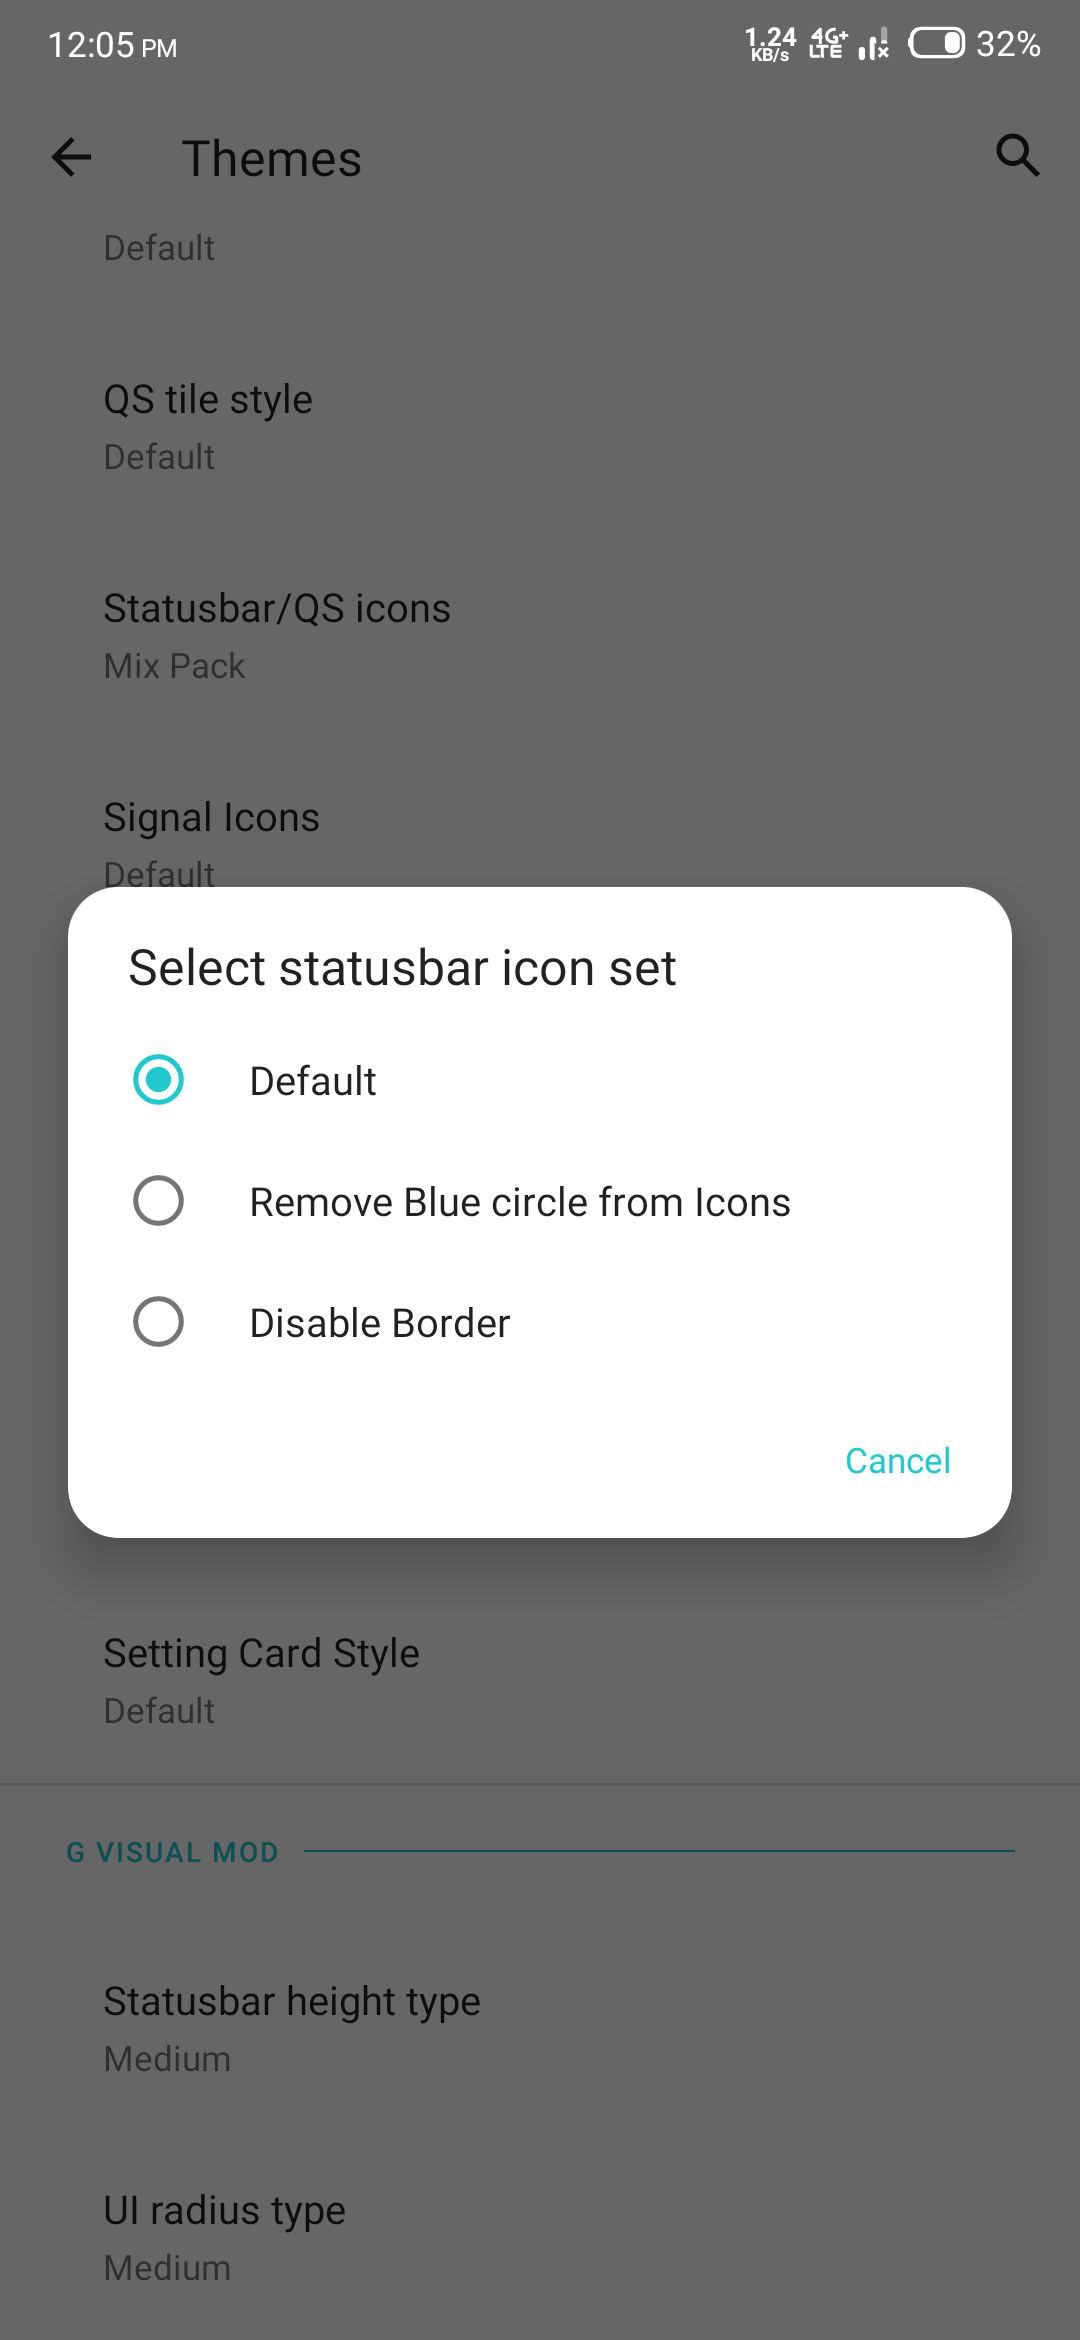 12:05 PM
1.24
KB/s
4G+
LTE
32%
Themes
Default
QS tile style
Default
Statusbar/QS icons
Mix Pack
Signal Icons
Default
Select statusbar icon set
Default
Remove Blue circle from Icons
Disable Border
Cancel
Setting Card Style
Default
G VISUAL MOD
Statusbar height type
Medium
UI radius type
Medium